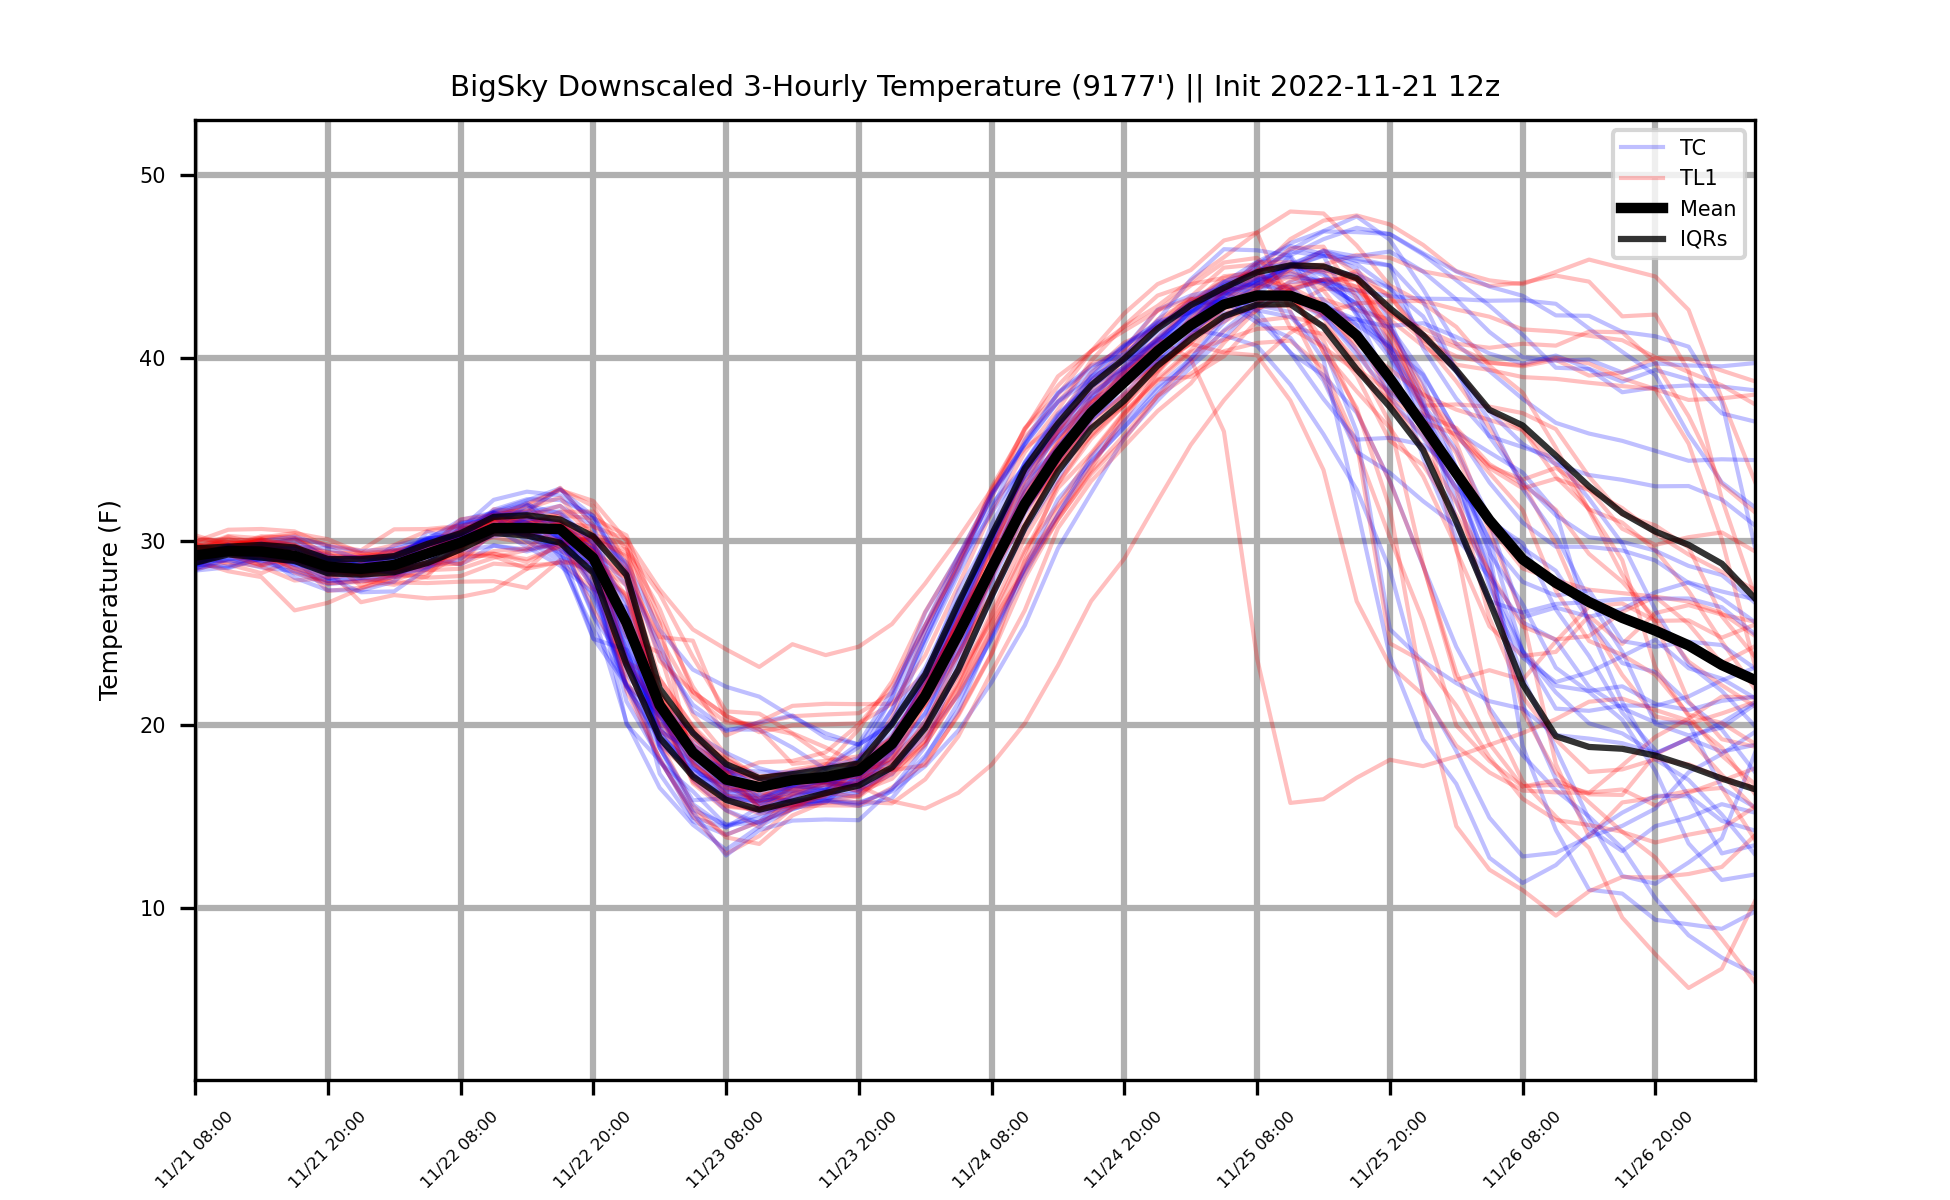 BigSky Downscaled 3-Hourly Temperature (9177') || Init 2022-11-21 12z
TC
TL1
Mean
IQRs
Temperature (F)
50
40
30
20
10
11/21 08:00
11/21 20:00
11/22 08:00
11/22 20:00
11/23 08:00
11/23 20:00
11/24 08:00
11/24 20:00
11/25 08:00
11/25 20:00
11/26 08:00
11/26 20:00